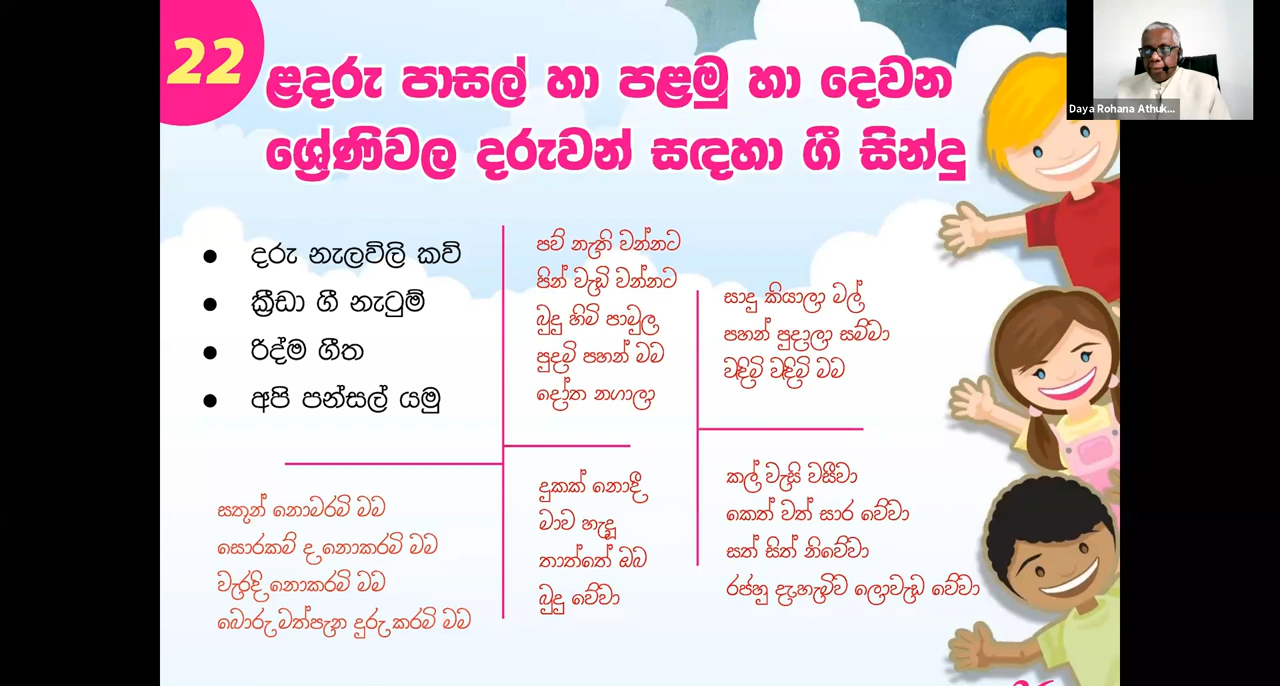 22
ළදරු පාසල් හා පළමු හා දෙවන
ශ්‍රේණිවල දරුවන් සඳහා ගී සින්දු
• දරු නැලවිලි කවි
• ක්‍රීඩා ගී නැටුම්
• රිද්ම ගීත
• අපි පන්සල් යමු
සතුන් නොමරමි මම
සොරකම් ද නොකරමි මම
වැරදි නොකරමි මම
බොරු මත්පැන දුරු කරමි මම
පව් නැති වන්නට
පින් වැඩි වන්නට
බුදු හිමි පාමුල
පුදමි පහන් මම
දෝත නගාලා
දුකක් නොදී
මාව හැදූ
තාත්තේ ඔබ
බුදු වේවා
සාදු කියාලා මල්
පහන් පුදාලා සම්මා
වඳිමි වඳිමි මම
කල් වැසි වසීවා
කෙත් වත් සාර වේවා
සත් සිත් නිවේවා
රජහු දැහැමිව ලොවැඩ වේවා
Daya Rohana Athuk...